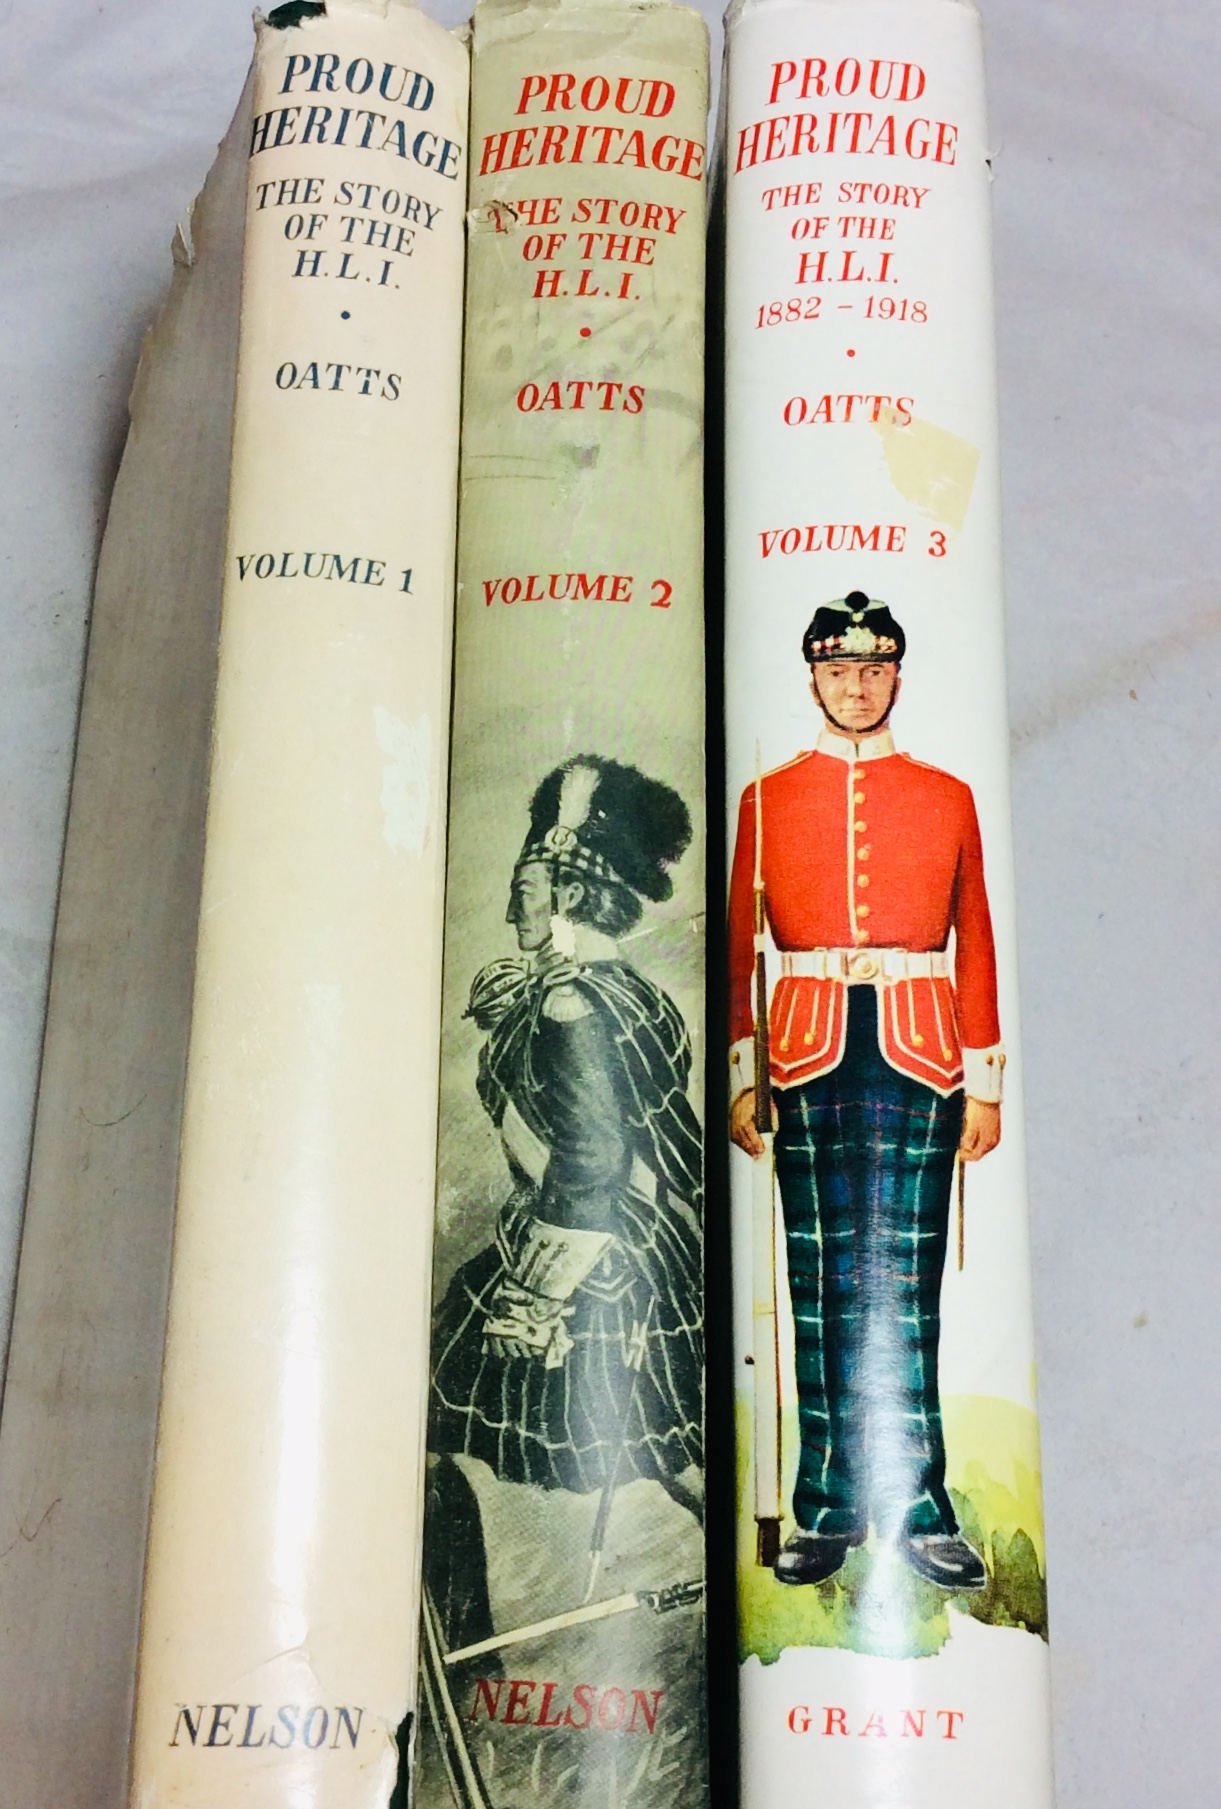 PROUD
HERITAGE
THE STORY
OF THE
H.L.I.
•
OATTS
VOLUME 1
NELSON
PROUD
HERITAGE
THE STORY
OF THE
H.L.I.
•
OATTS
VOLUME 2
NELSON
PROUD
HERITAGE
THE STORY
OF THE
H.L.I.
1882 - 1918
•
OATTS
VOLUME 3
GRANT